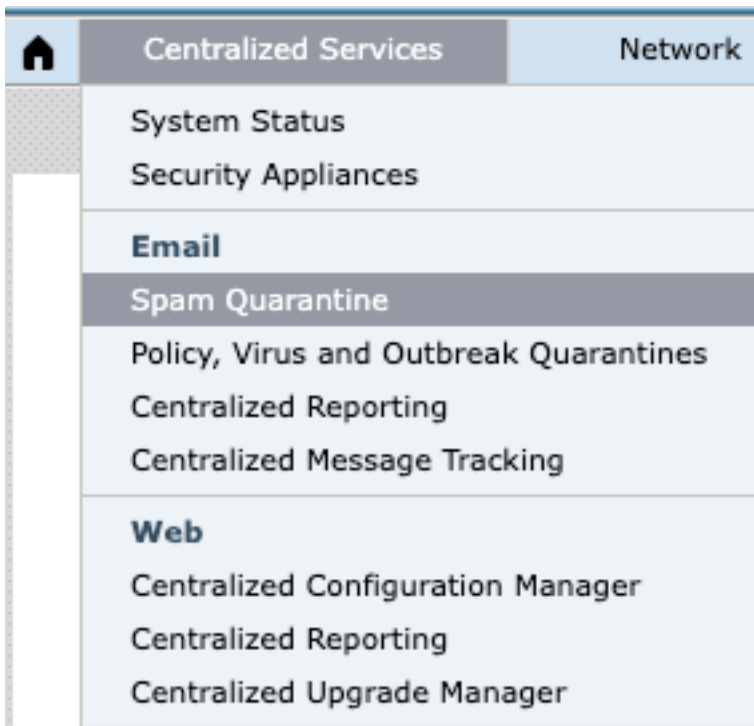 Centralized Services Network
System Status
Security Appliances
Email
Spam Quarantine
Policy, Virus and Outbreak Quarantines
Centralized Reporting
Centralized Message Tracking
Web
Centralized Configuration Manager
Centralized Reporting
Centralized Upgrade Manager